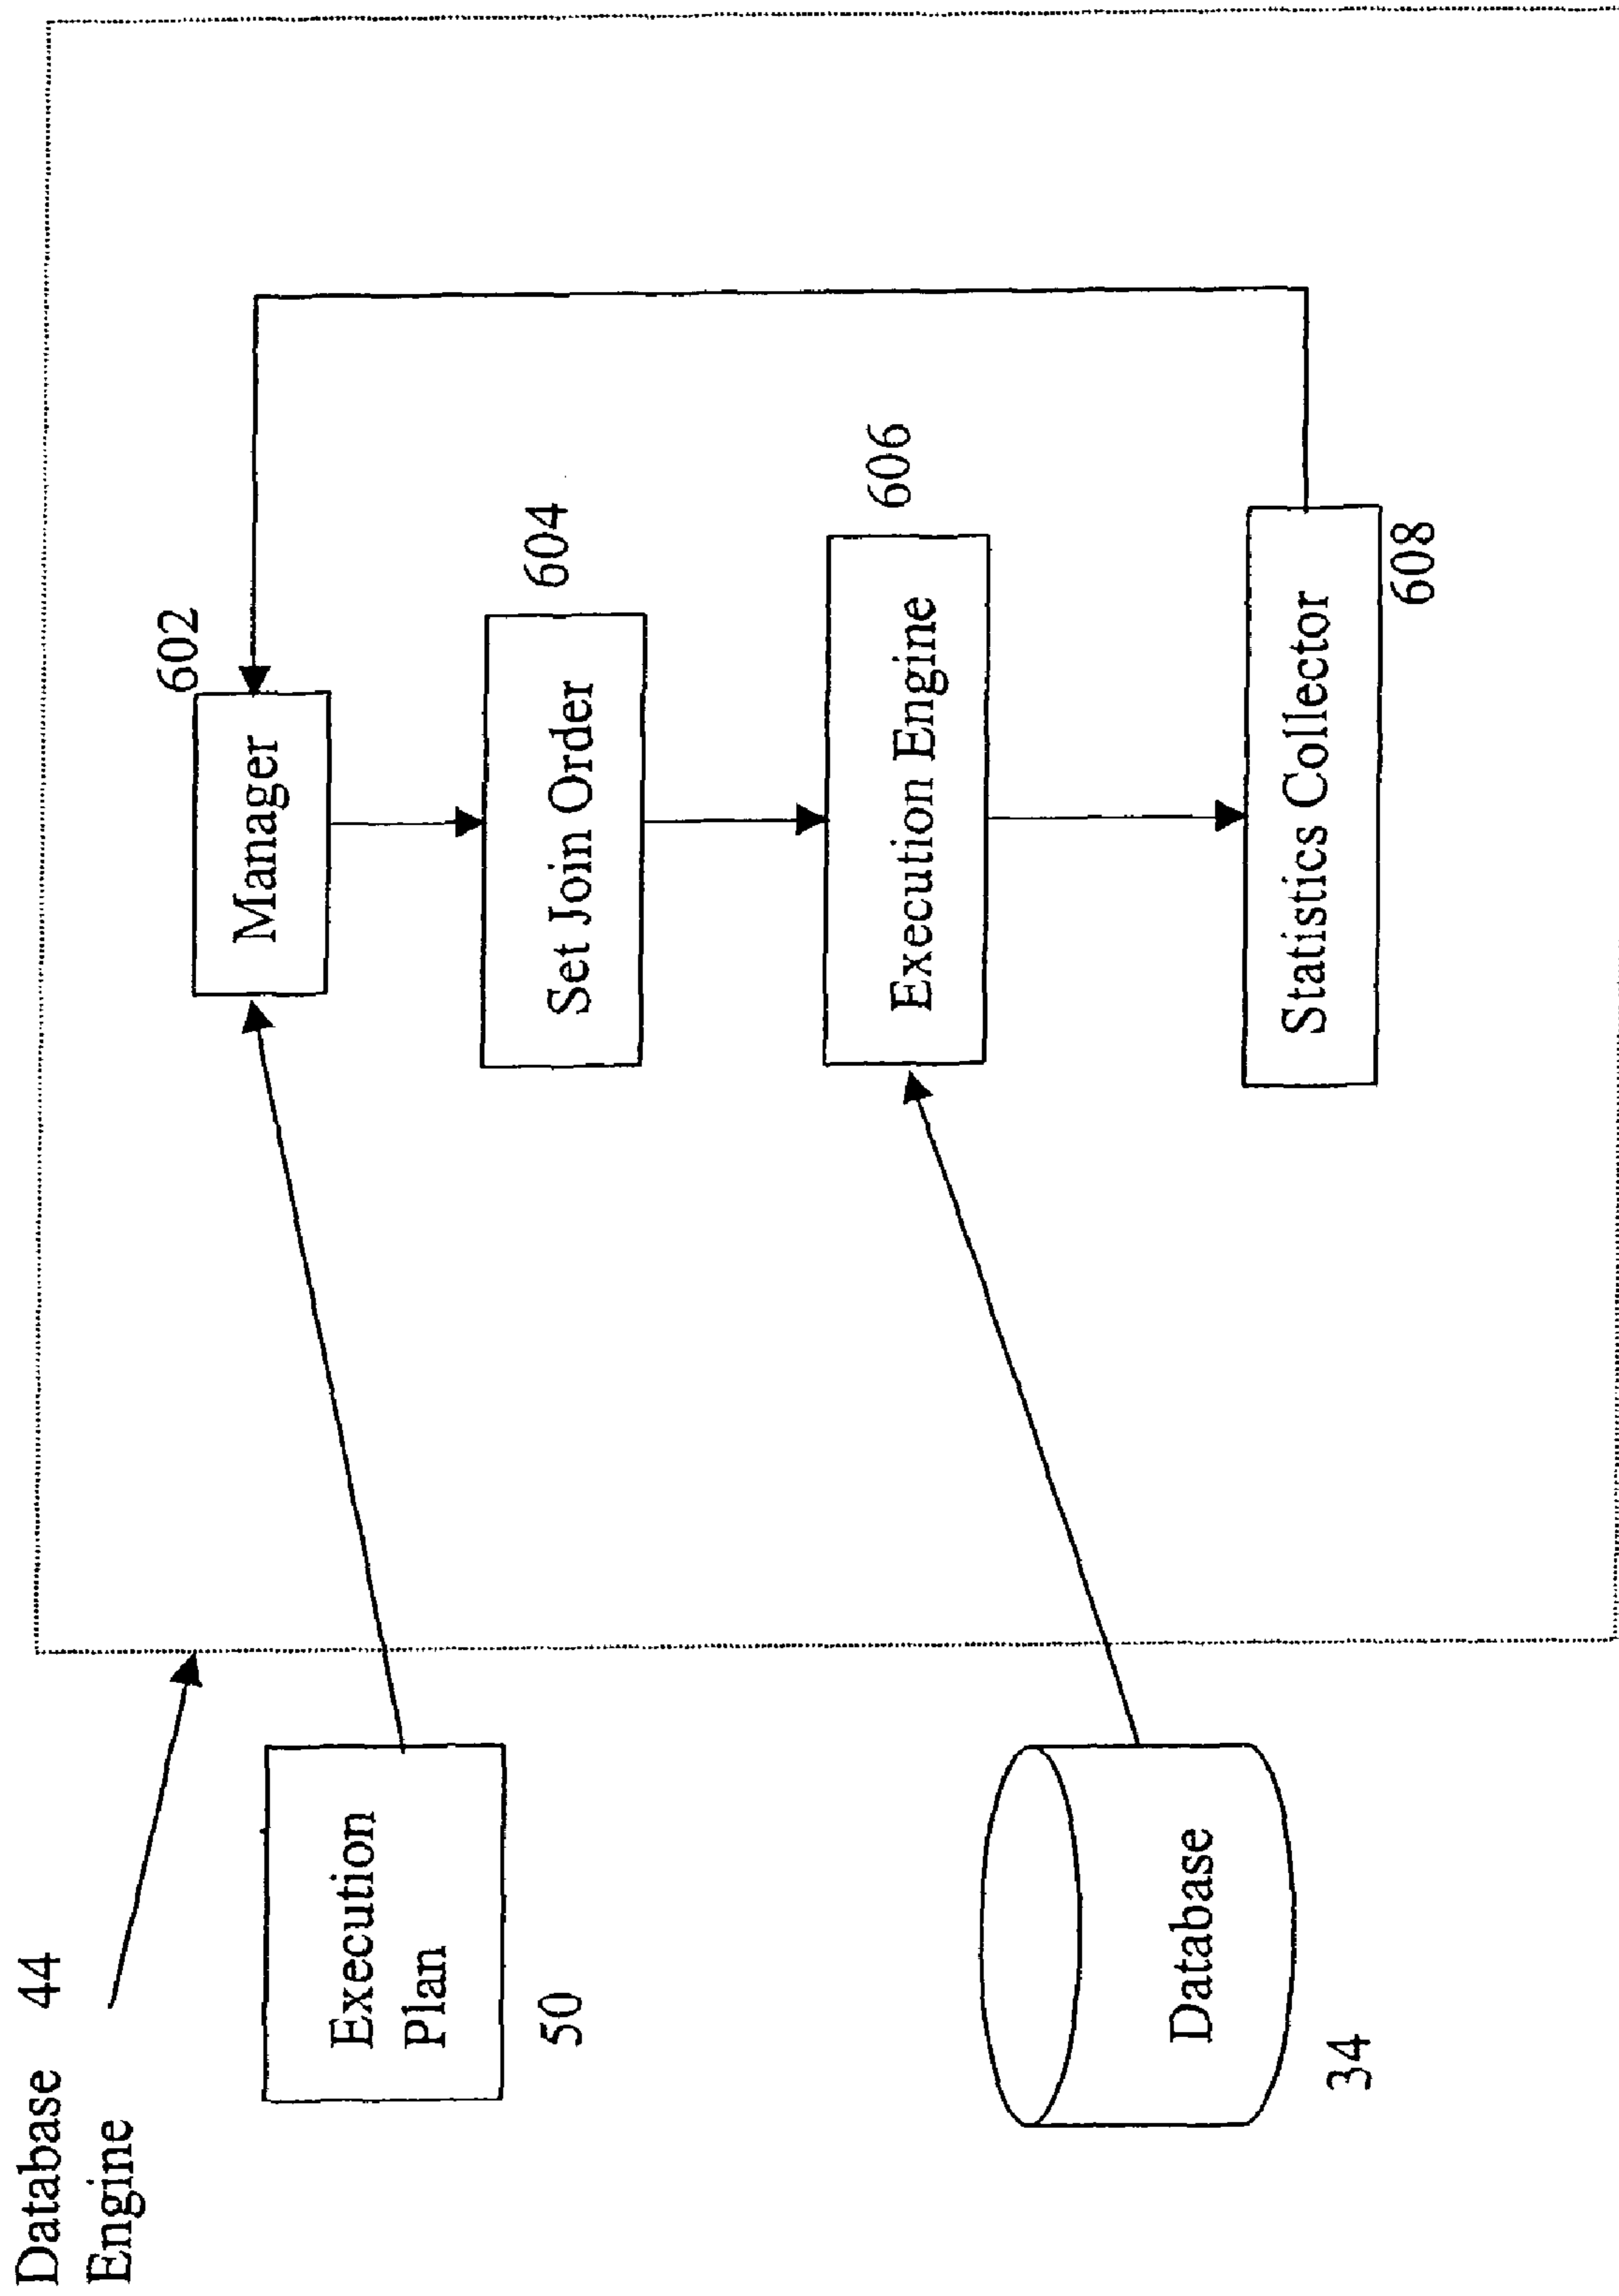 Database 44
Engine
Execution
Plan
50
Database
34
Manager
602
Set Join Order
604
Execution Engine
606
Statistics Collector
608